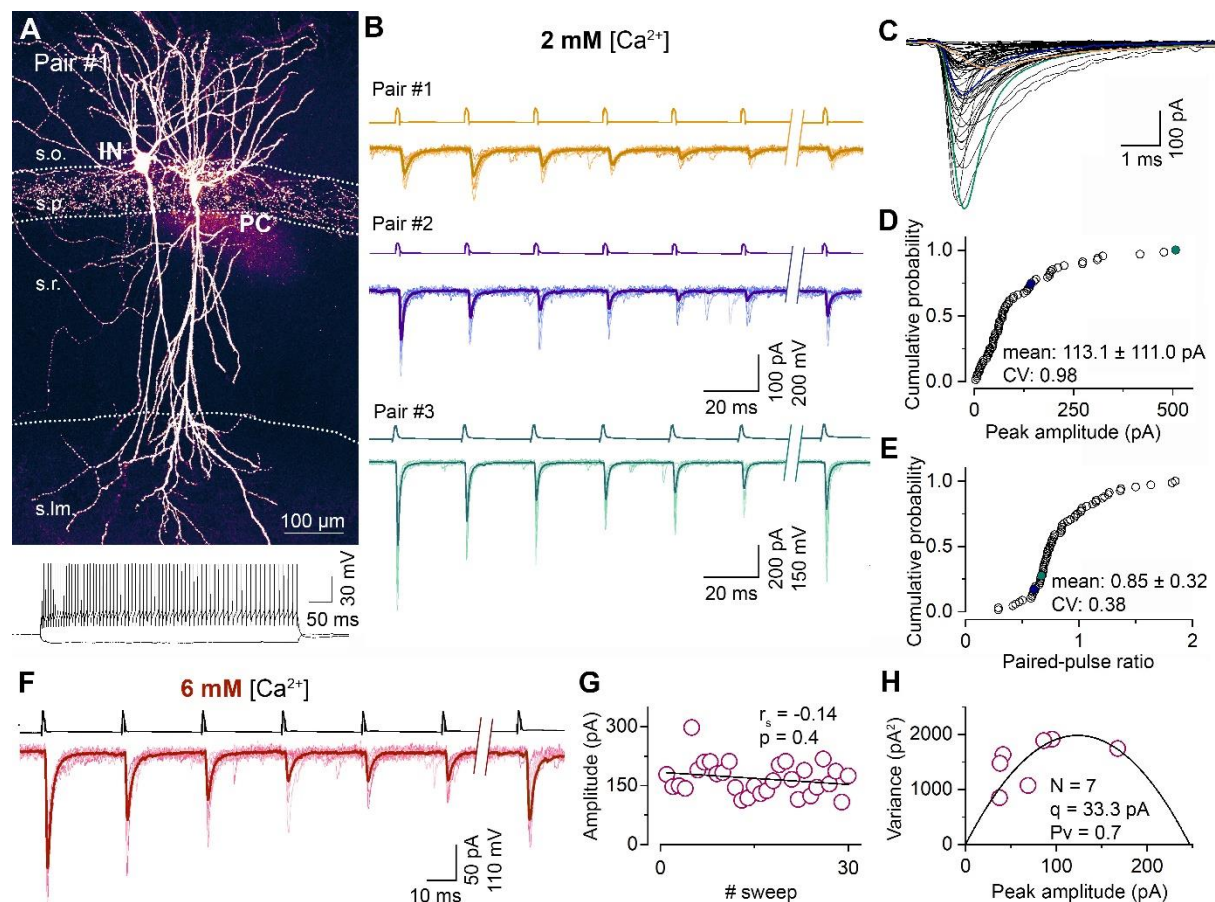 A
Pair #1
IN
s.o.
s.p.
PC
s.r.
s.lm.
100 µm
30 mV
50 ms
B
2 mM [Ca²⁺]
Pair #1
Pair #2
100 pA
200 mV
20 ms
Pair #3
200 pA
150 mV
20 ms
C
100 pA
1 ms
D
Cumulative probability
1.0
0.5
0.0
mean: 113.1 ± 111.0 pA
CV: 0.98
0
250
500
Peak amplitude (pA)
E
Cumulative probability
1.0
0.5
0.0
mean: 0.85 ± 0.32
CV: 0.38
0
1
2
Paired-pulse ratio
F
6 mM [Ca²⁺]
50 pA
110 mV
10 ms
G
Amplitude (pA)
300
150
0
rₛ = -0.14
p = 0.4
0
10
20
30
# sweep
H
Variance (pA²)
3000
2000
1000
0
N = 7
q = 33.3 pA
Pv = 0.7
0
100
200
Peak amplitude (pA)